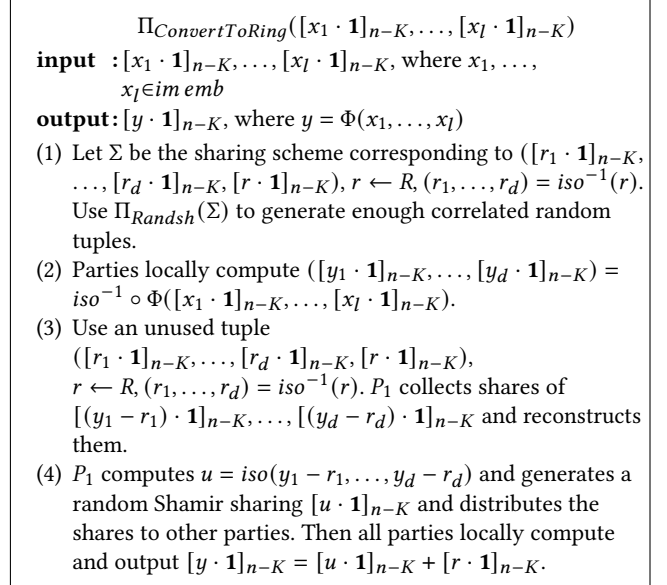 Π_{ConvertToRing}([x_1 · 𝟏]_{n−K}, . . . , [x_l · 𝟏]_{n−K})
input : [x_1 · 𝟏]_{n−K}, . . . , [x_l · 𝟏]_{n−K}, where x_1, . . . ,
x_l∈im emb
output: [y · 𝟏]_{n−K}, where y = Φ(x_1, . . . , x_l)
(1) Let Σ be the sharing scheme corresponding to ([r_1 · 𝟏]_{n−K},
. . . , [r_d · 𝟏]_{n−K}, [r · 𝟏]_{n−K}), r ← R, (r_1, . . . , r_d) = iso^{−1}(r).
Use Π_{Randsh}(Σ) to generate enough correlated random
tuples.
(2) Parties locally compute ([y_1 · 𝟏]_{n−K}, . . . , [y_d · 𝟏]_{n−K}) =
iso^{−1} ∘ Φ([x_1 · 𝟏]_{n−K}, . . . , [x_l · 𝟏]_{n−K}).
(3) Use an unused tuple
([r_1 · 𝟏]_{n−K}, . . . , [r_d · 𝟏]_{n−K}, [r · 𝟏]_{n−K}),
r ← R, (r_1, . . . , r_d) = iso^{−1}(r). P_1 collects shares of
[(y_1 − r_1) · 𝟏]_{n−K}, . . . , [(y_d − r_d) · 𝟏]_{n−K} and reconstructs
them.
(4) P_1 computes u = iso(y_1 − r_1, . . . , y_d − r_d) and generates a
random Shamir sharing [u · 𝟏]_{n−K} and distributes the
shares to other parties. Then all parties locally compute
and output [y · 𝟏]_{n−K} = [u · 𝟏]_{n−K} + [r · 𝟏]_{n−K}.